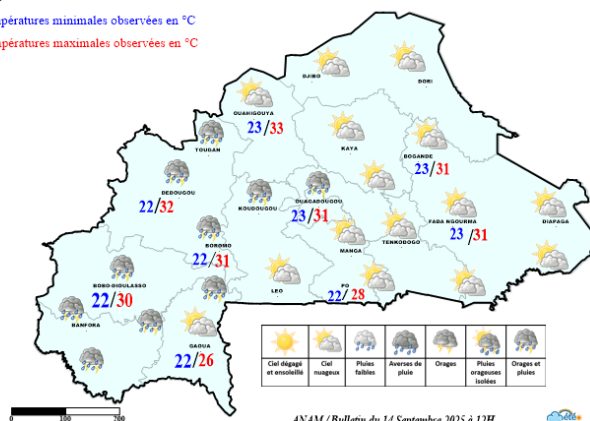 pératures minimales observées en °C
pératures maximales observées en °C
DJIBO
DORI
OUAHIGOUYA
23/33
TOUGAN
KAYA
BOGANDE
23/31
DEDOUGOU
22/32
KOUDOUGOU
OUAGADOUGOU
23/31
FADA NGOURMA
23/31
DIAPAGA
BOROMO
22/31
MANGA
TENKODOGO
BOBO-DIOULASSO
22/30
LEO
PO
22/28
BANFORA
GAOUA
22/26
Ciel dégagé et ensoleillé
Ciel nuageux
Pluies faibles
Averses de pluie
Orages
Pluies orageuses isolées
Orages et pluies
0 100 200
ANAM / Bulletin du 14 Septembre 2025 à 12H
été